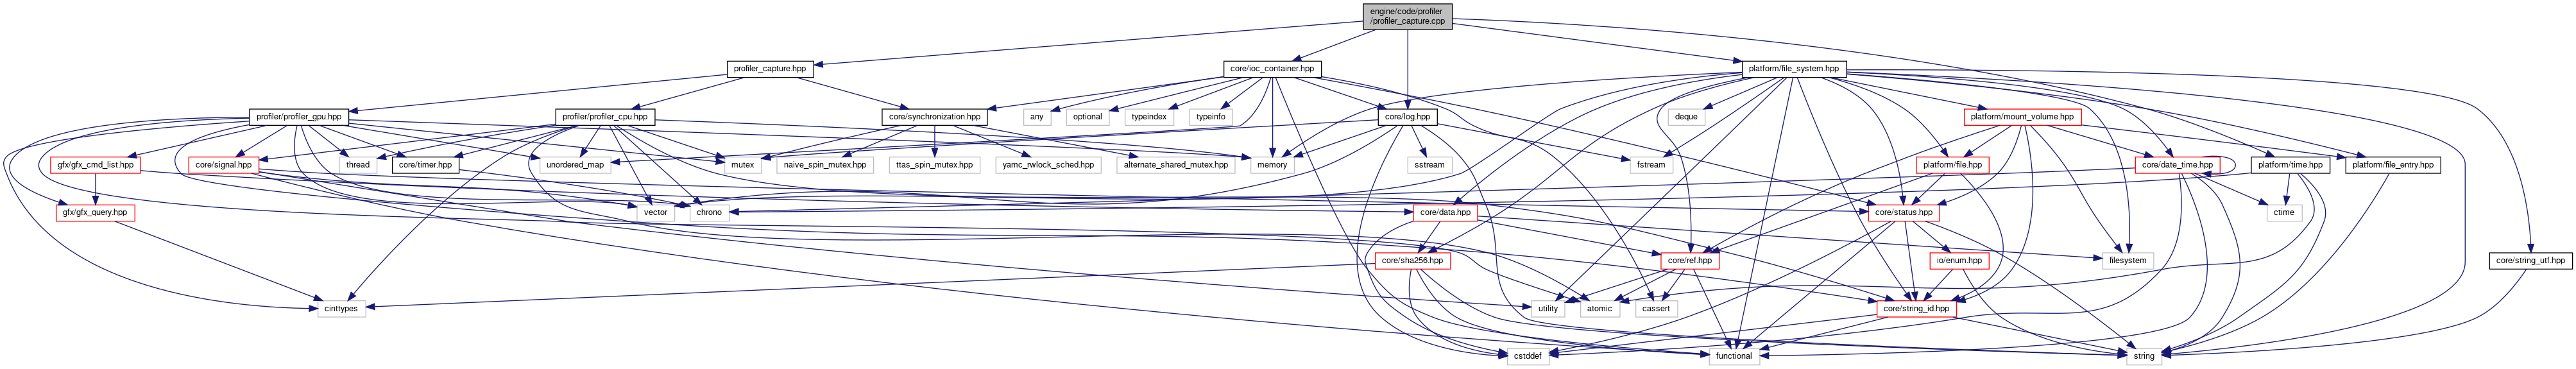 engine/code/profiler
/profiler_capture.cpp
profiler_capture.hpp
core/ioc_container.hpp
platform/file_system.hpp
profiler/profiler_gpu.hpp
profiler/profiler_cpu.hpp
core/synchronization.hpp
any
optional
typeindex
typeinfo
core/log.hpp
deque
platform/mount_volume.hpp
gfx/gfx_cmd_list.hpp
core/signal.hpp
thread
core/timer.hpp
unordered_map
mutex
naive_spin_mutex.hpp
ttas_spin_mutex.hpp
yamc_rwlock_sched.hpp
alternate_shared_mutex.hpp
memory
sstream
fstream
platform/file.hpp
core/date_time.hpp
platform/time.hpp
platform/file_entry.hpp
gfx/gfx_query.hpp
vector
chrono
core/data.hpp
core/status.hpp
ctime
core/sha256.hpp
core/ref.hpp
io/enum.hpp
filesystem
core/string_utf.hpp
cinttypes
utility
atomic
cassert
core/string_id.hpp
cstddef
functional
string